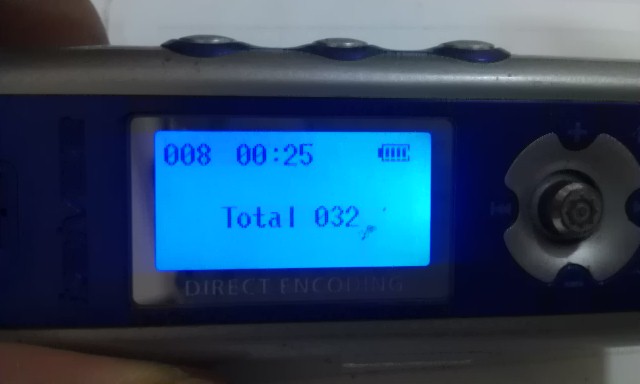 008 00:25
Total 032
DIRECT ENCODING